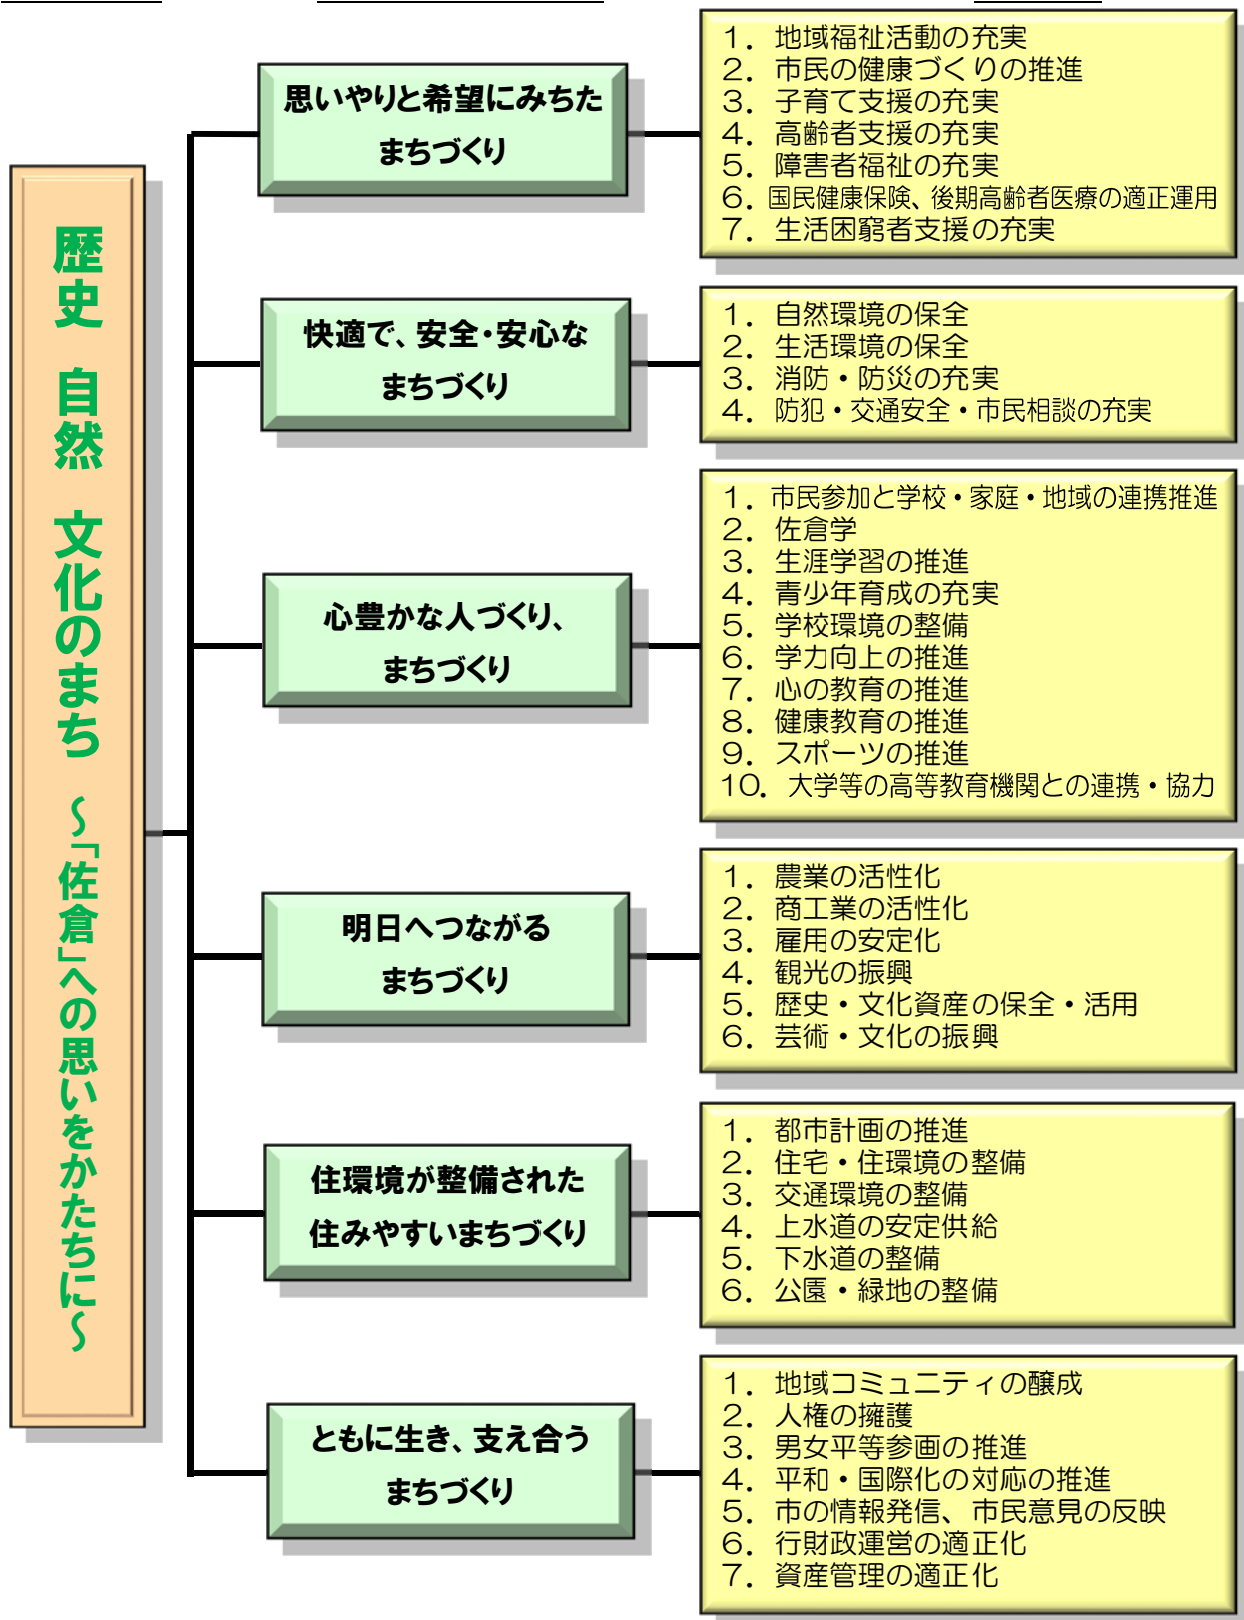 歴史 自然 文化のまち ～「佐倉」への思いをかたちに～
思いやりと希望にみちた
まちづくり
1．地域福祉活動の充実
2．市民の健康づくりの推進
3．子育て支援の充実
4．高齢者支援の充実
5．障害者福祉の充実
6．国民健康保険、後期高齢者医療の適正運用
7．生活困窮者支援の充実
快適で、安全・安心な
まちづくり
1．自然環境の保全
2．生活環境の保全
3．消防・防災の充実
4．防犯・交通安全・市民相談の充実
心豊かな人づくり、
まちづくり
1．市民参加と学校・家庭・地域の連携推進
2．佐倉学
3．生涯学習の推進
4．青少年育成の充実
5．学校環境の整備
6．学力向上の推進
7．心の教育の推進
8．健康教育の推進
9．スポーツの推進
10．大学等の高等教育機関との連携・協力
明日へつながる
まちづくり
1．農業の活性化
2．商工業の活性化
3．雇用の安定化
4．観光の振興
5．歴史・文化資産の保全・活用
6．芸術・文化の振興
住環境が整備された
住みやすいまちづくり
1．都市計画の推進
2．住宅・住環境の整備
3．交通環境の整備
4．上水道の安定供給
5．下水道の整備
6．公園・緑地の整備
ともに生き、支え合う
まちづくり
1．地域コミュニティの醸成
2．人権の擁護
3．男女平等参画の推進
4．平和・国際化の対応の推進
5．市の情報発信、市民意見の反映
6．行財政運営の適正化
7．資産管理の適正化